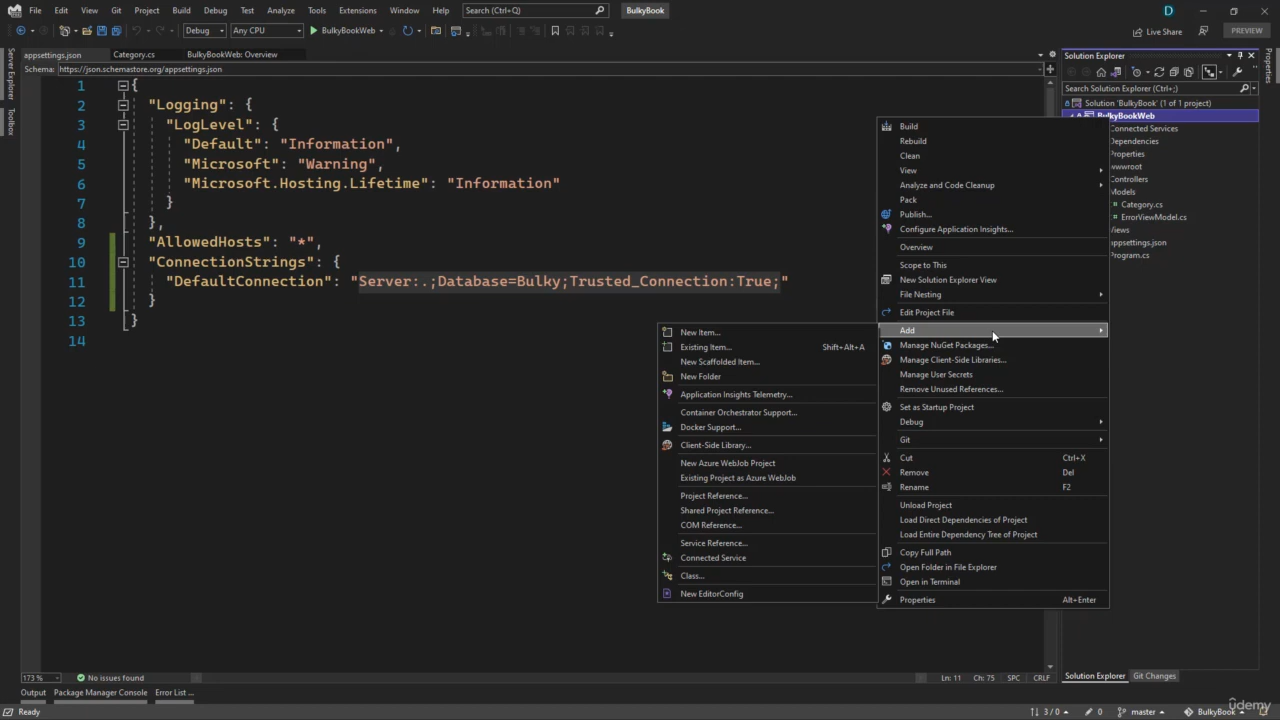 File Edit View Git Project Build Debug Test Analyze Tools Extensions Window Help Search (Ctrl+Q) BulkyBook D
Debug Any CPU BulkyBookWeb Live Share PREVIEW
appsettings.json Category.cs BulkyBookWeb: Overview
Schema: https://json.schemastore.org/appsettings.json
Server Explorer
Toolbox
1 {
2 "Logging": {
3 "LogLevel": {
4 "Default": "Information",
5 "Microsoft": "Warning",
6 "Microsoft.Hosting.Lifetime": "Information"
7 }
8 },
9 "AllowedHosts": "*",
10 "ConnectionStrings": {
11 "DefaultConnection": "Server:.;Database=Bulky;Trusted_Connection:True;"
12 }
13 }
14
New Item...
Existing Item... Shift+Alt+A
New Scaffolded Item...
New Folder
Application Insights Telemetry...
Container Orchestrator Support...
Docker Support...
Client-Side Library...
New Azure WebJob Project
Existing Project as Azure WebJob
Project Reference...
Shared Project Reference...
COM Reference...
Service Reference...
Connected Service
Class...
New EditorConfig
Build
Rebuild
Clean
View
Analyze and Code Cleanup
Pack
Publish...
Configure Application Insights...
Overview
Scope to This
New Solution Explorer View
File Nesting
Edit Project File
Add
Manage NuGet Packages...
Manage Client-Side Libraries...
Manage User Secrets
Remove Unused References...
Set as Startup Project
Debug
Git
Cut Ctrl+X
Remove Del
Rename F2
Unload Project
Load Direct Dependencies of Project
Load Entire Dependency Tree of Project
Copy Full Path
Open Folder in File Explorer
Open in Terminal
Properties Alt+Enter
Solution Explorer
Search Solution Explorer (Ctrl+;)
Solution 'BulkyBook' (1 of 1 project)
BulkyBookWeb
Connected Services
Dependencies
Properties
wwwroot
Controllers
Models
Category.cs
ErrorViewModel.cs
Views
appsettings.json
Program.cs
Properties
Solution Explorer Git Changes
173 % No issues found Ln: 11 Ch: 75 SPC CRLF
Output Package Manager Console Error List ...
Ready 3 / 0 0 master BulkyBook
ûdemy